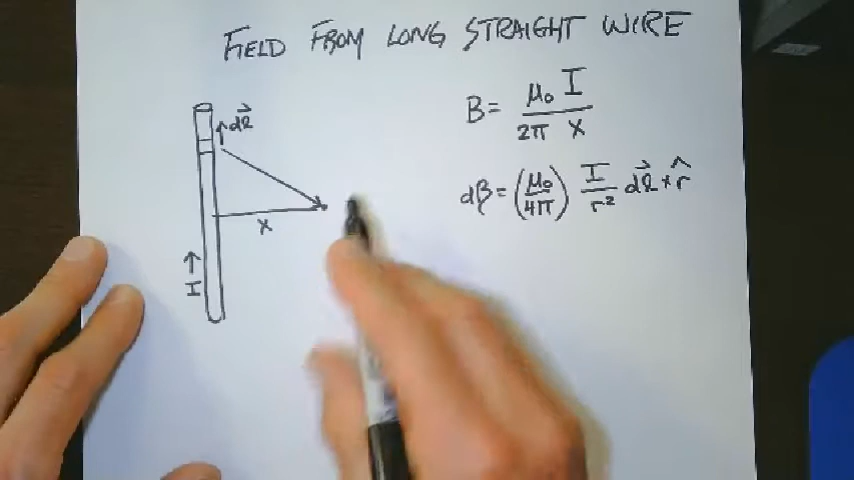 FIELD FROM LONG STRAIGHT WIRE
B = μ₀ I / 2π x
dB = (μ₀ / 4π) I / r² dl⃗ × r̂
dl⃗
x
I